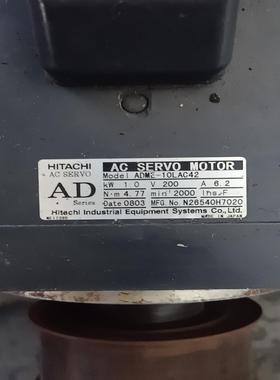 HITACHI AC SERVO MOTOR
AC SERVO Model ADM2-10LAC42
AD kW 1.0 V 200 A 6.2
Series N·m 4.77 min⁻¹ 2000 Ins. F
Date 0803 MFG. No. N26540H7020
Hitachi Industrial Equipment Systems Co., Ltd.
MADE IN JAPAN